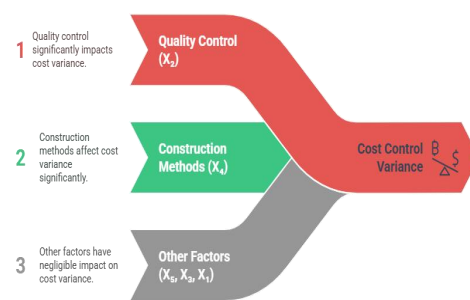 1
Quality control
significantly impacts
cost variance.
Quality Control
(X₂)
2
Construction
methods affect cost
variance
significantly.
Construction
Methods (X₄)
Cost Control
Variance
3
Other factors have
negligible impact on
cost variance.
Other Factors
(X₅, X₃, X₁)